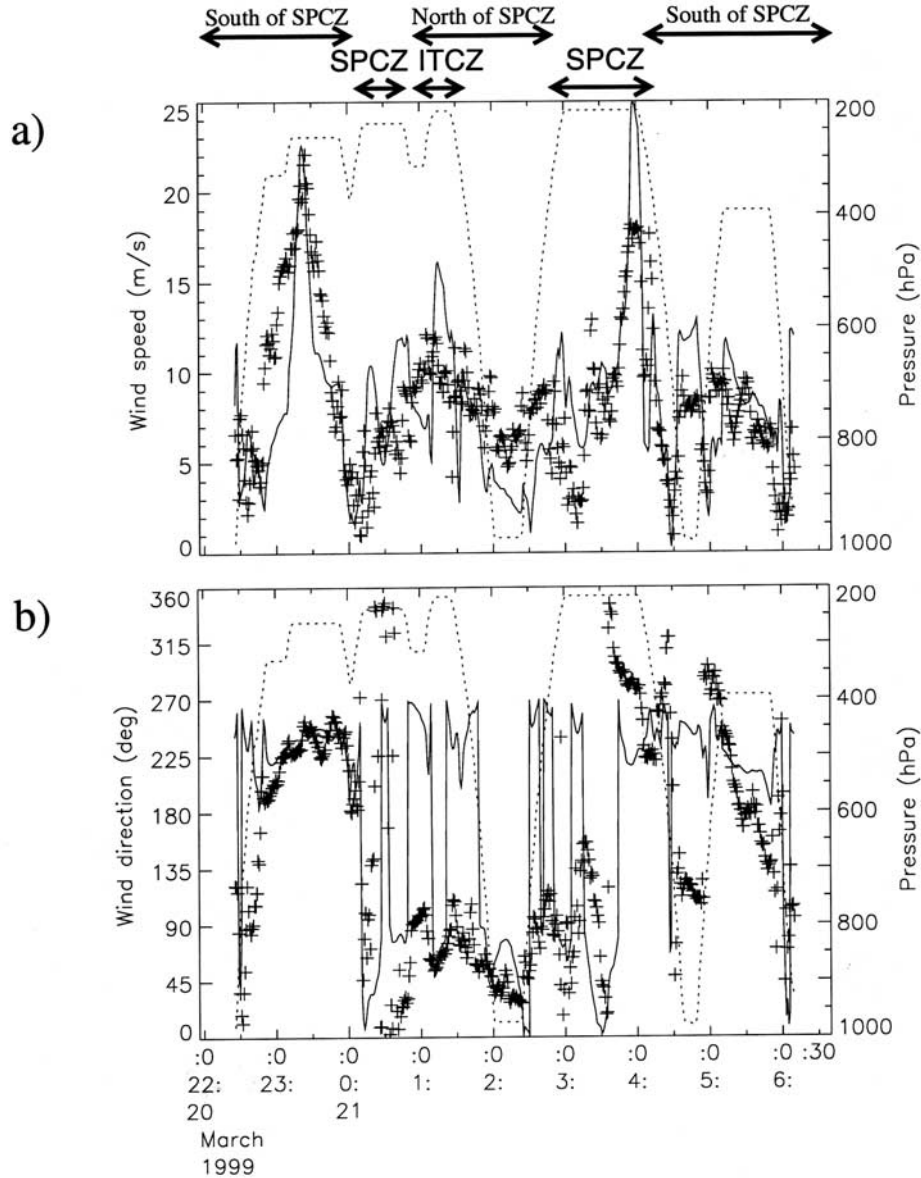 South of SPCZ North of SPCZ South of SPCZ
SPCZ ITCZ SPCZ
a)
25
20
15
10
5
0
Wind speed (m/s)
200
400
600
800
1000
Pressure (hPa)
b)
360
315
270
225
180
135
90
45
0
Wind direction (deg)
200
400
600
800
1000
Pressure (hPa)
:0 :0 :0 :0 :0 :0 :0 :0 :0 :30
22: 23: 0: 1: 2: 3: 4: 5: 6:
20 21
March
1999